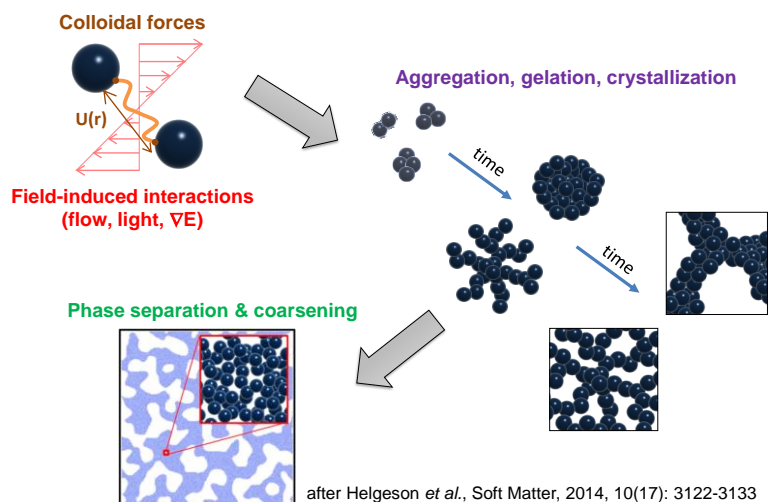 Colloidal forces
U(r)
Field-induced interactions
(flow, light, ∇E)
Aggregation, gelation, crystallization
time
time
Phase separation & coarsening
after Helgeson et al., Soft Matter, 2014, 10(17): 3122-3133